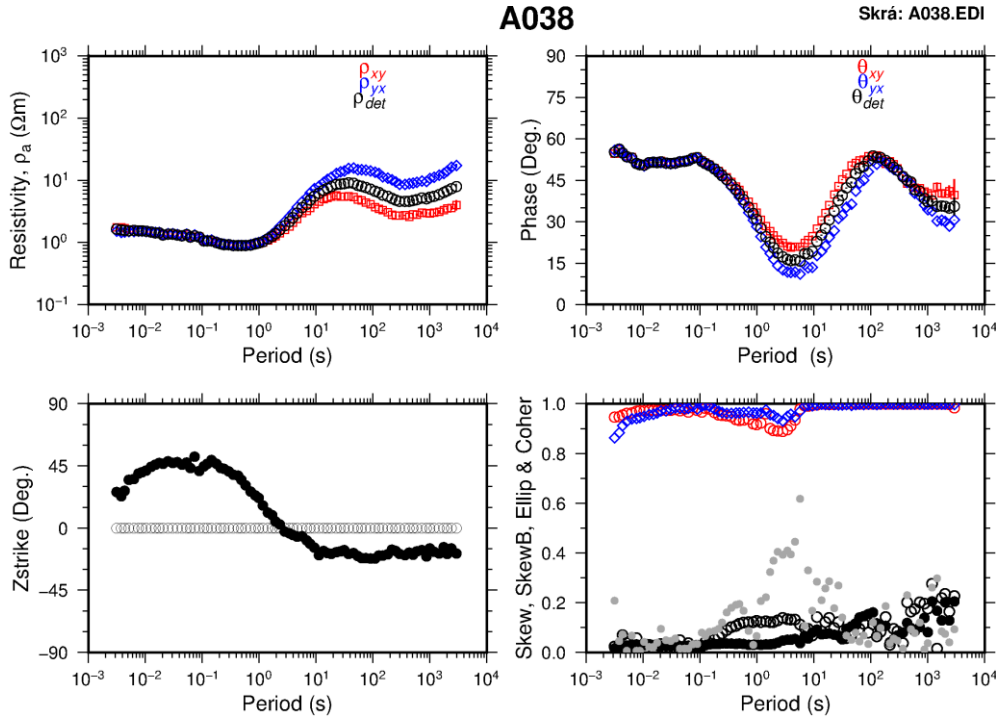 A038
Skrá: A038.EDI
Resistivity, ρa (Ωm)
10³
10²
10¹
10⁰
10⁻¹
ρxy
ρyx
ρdet
10⁻³ 10⁻² 10⁻¹ 10⁰ 10¹ 10² 10³ 10⁴
Period (s)
Phase (Deg.)
90
75
60
45
30
15
0
θxy
θyx
θdet
10⁻³ 10⁻² 10⁻¹ 10⁰ 10¹ 10² 10³ 10⁴
Period (s)
Zstrike (Deg.)
90
45
0
−45
−90
10⁻³ 10⁻² 10⁻¹ 10⁰ 10¹ 10² 10³ 10⁴
Period (s)
Skew, SkewB, Ellip & Coher
1.0
0.8
0.6
0.4
0.2
0.0
10⁻³ 10⁻² 10⁻¹ 10⁰ 10¹ 10² 10³ 10⁴
Period (s)